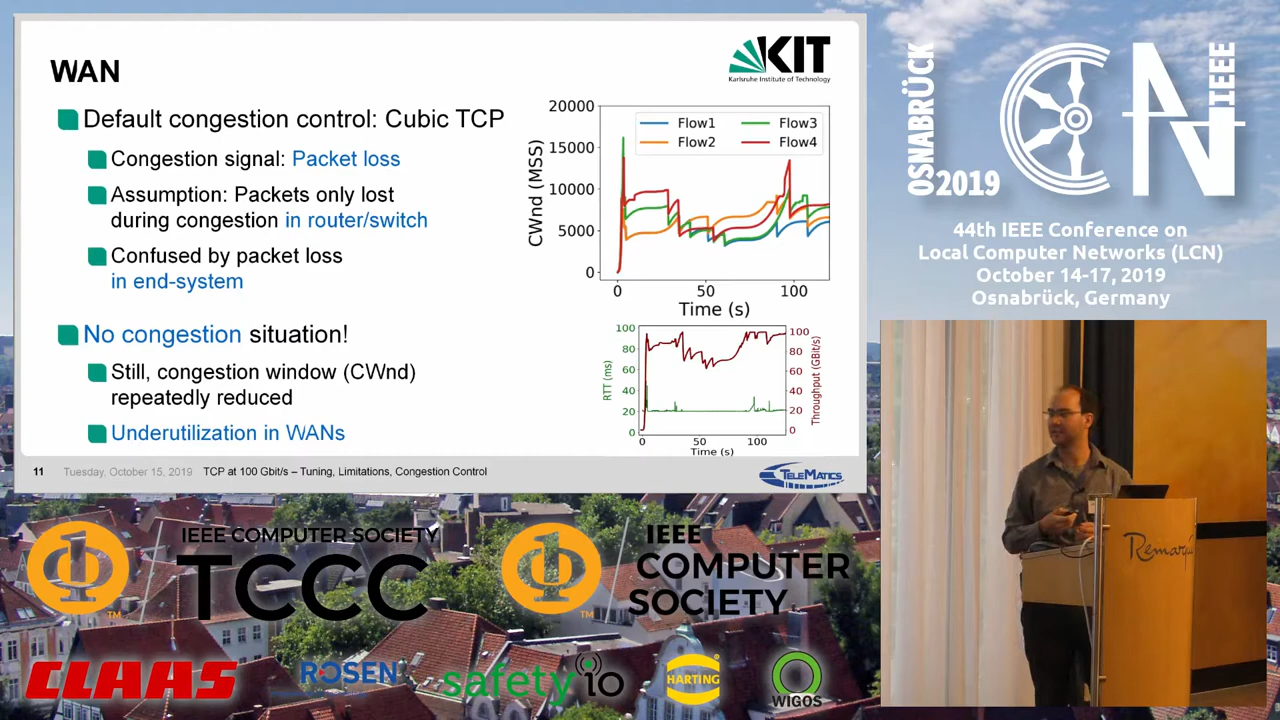 WAN
KIT
Karlsruhe Institute of Technology
Default congestion control: Cubic TCP
Congestion signal: Packet loss
Assumption: Packets only lost
during congestion in router/switch
Confused by packet loss
in end-system
No congestion situation!
Still, congestion window (CWnd)
repeatedly reduced
Underutilization in WANs
20000
15000
10000
5000
0
CWnd (MSS)
Flow1
Flow2
Flow3
Flow4
0 50 100
Time (s)
100
80
60
40
20
0
RTT (ms)
100
80
60
40
20
0
Throughput (GBit/s)
0 50 100
Time (s)
11 Tuesday, October 15, 2019 TCP at 100 Gbit/s – Tuning, Limitations, Congestion Control
TELEMATICS
OSNABRÜCK
2019
LCN
IEEE
44th IEEE Conference on
Local Computer Networks (LCN)
October 14-17, 2019
Osnabrück, Germany
IEEE COMPUTER SOCIETY
TCCC
TM
IEEE
COMPUTER
SOCIETY
TM
CLAAS
ROSEN
safety io
HARTING
WIGOS